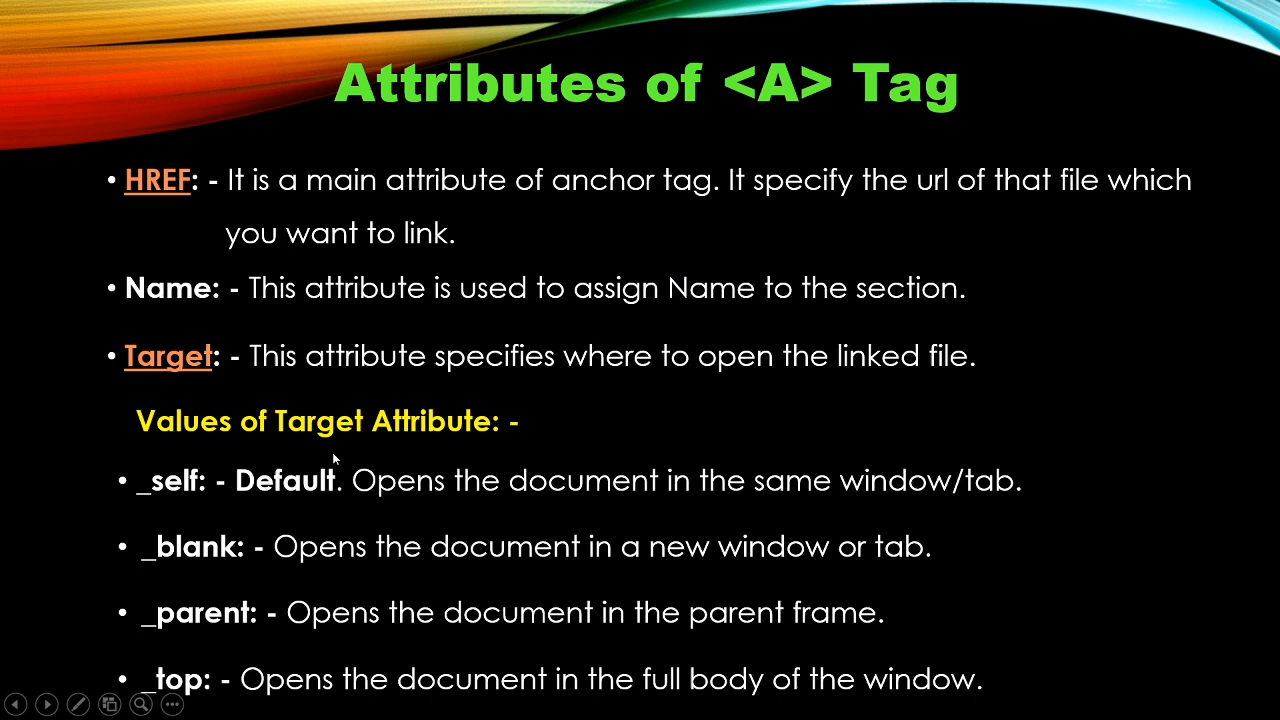 Attributes of <A> Tag
• HREF: - It is a main attribute of anchor tag. It specify the url of that file which
you want to link.
• Name: - This attribute is used to assign Name to the section.
• Target: - This attribute specifies where to open the linked file.
Values of Target Attribute: -
• _self: - Default. Opens the document in the same window/tab.
• _blank: - Opens the document in a new window or tab.
• _parent: - Opens the document in the parent frame.
• _top: - Opens the document in the full body of the window.